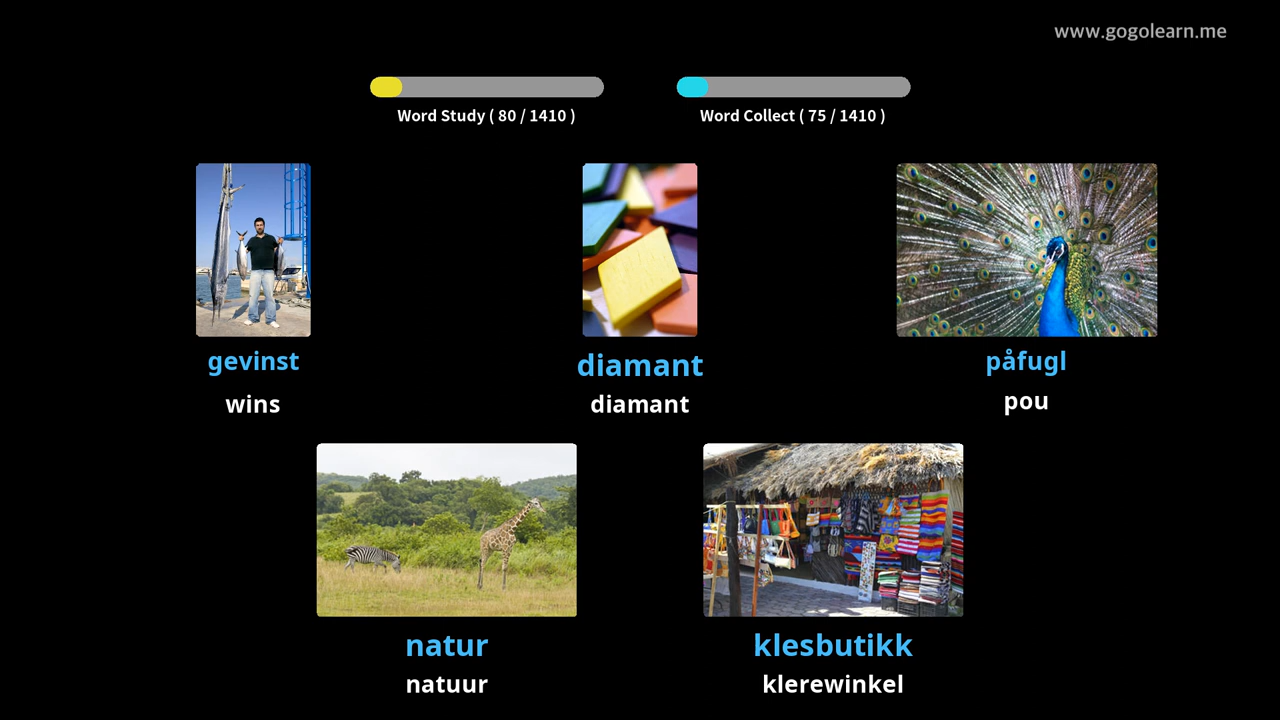 www.gogolearn.me
Word Study ( 80 / 1410 )
Word Collect ( 75 / 1410 )
gevinst
wins
diamant
diamant
påfugl
pou
natur
natuur
klesbutikk
klerewinkel